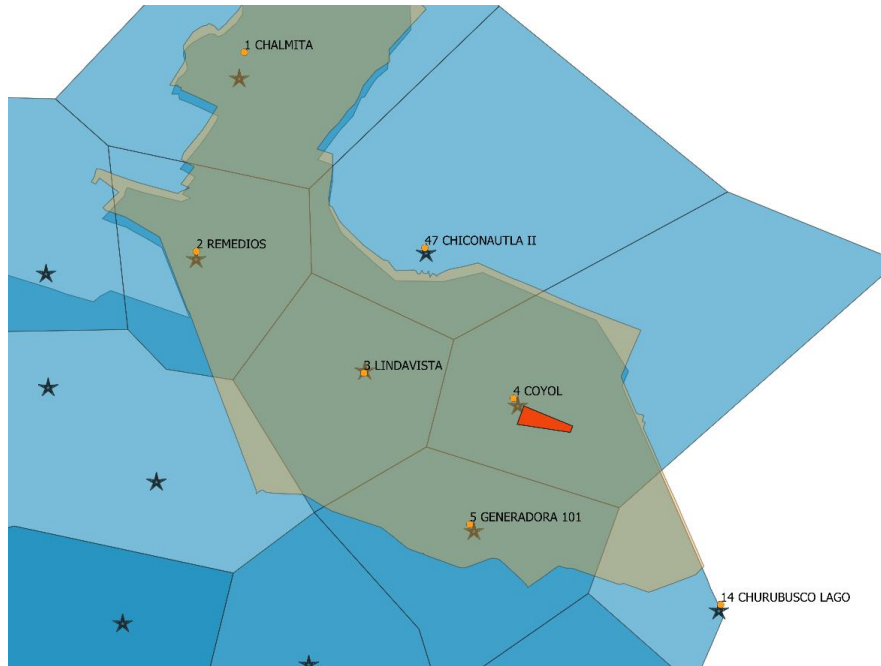 1 CHALMITA
2 REMEDIOS
47 CHICONAUTLA II
3 LINDAVISTA
4 COYOL
5 GENERADORA 101
14 CHURUBUSCO LAGO